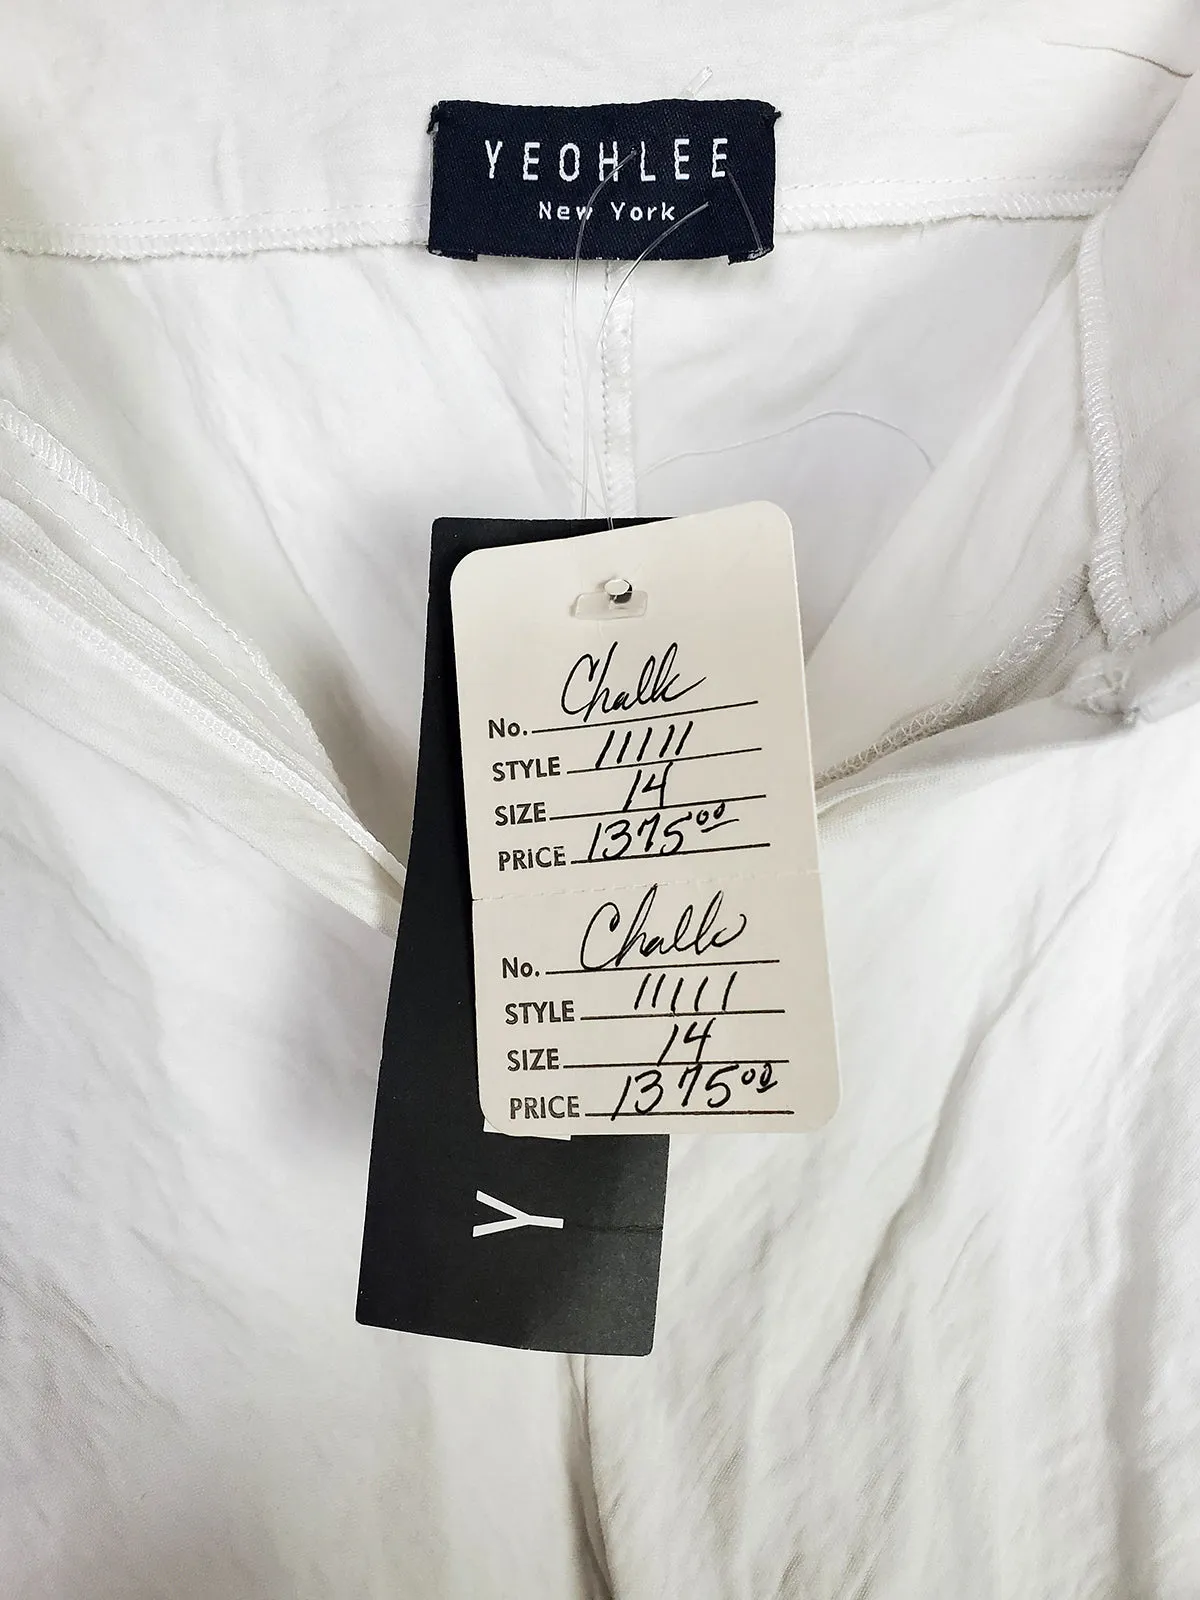 YEOHLEE
New York
No. Chalk
STYLE 11111
SIZE 14
PRICE 1375.00
No. Chalk
STYLE 11111
SIZE 14
PRICE 1375.00
Y